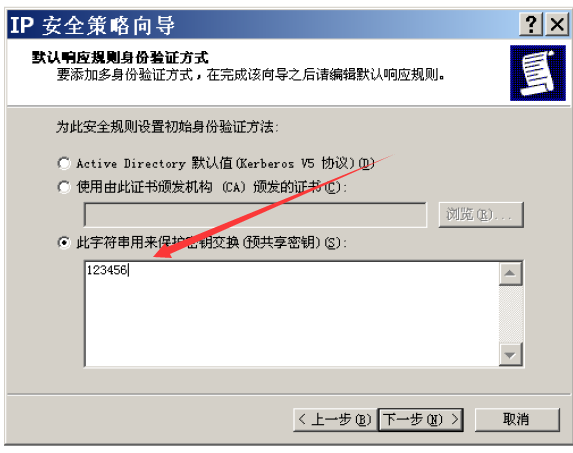 IP 安全策略向导
默认响应规则身份验证方式
要添加多身份验证方式，在完成该向导之后请编辑默认响应规则。
为此安全规则设置初始身份验证方法:
Active Directory 默认值(Kerberos V5 协议)(D)
使用由此证书颁发机构 (CA) 颁发的证书(C):
浏览(R)...
此字符串用来保护密钥交换(预共享密钥)(S):
123456
< 上一步(B) 下一步(N) > 取消